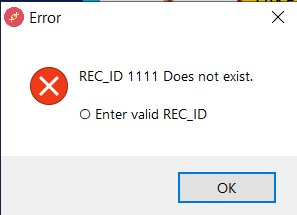 Error
REC_ID 1111 Does not exist.
O Enter valid REC_ID
OK